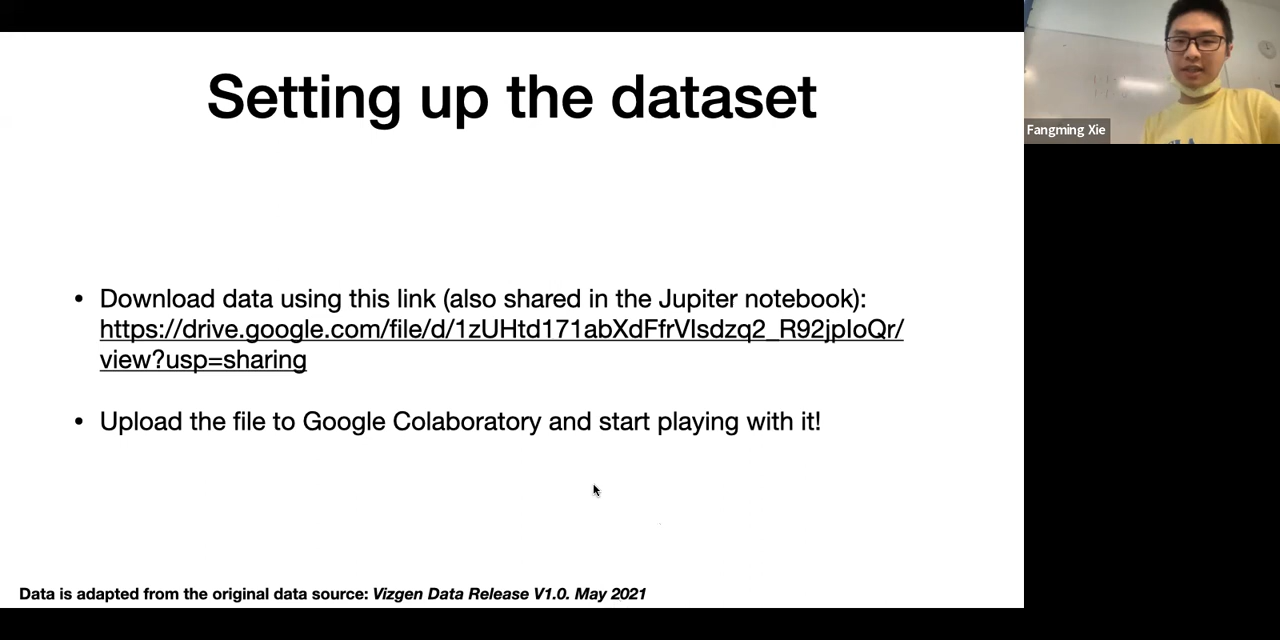 Setting up the dataset
Fangming Xie
• Download data using this link (also shared in the Jupiter notebook):
https://drive.google.com/file/d/1zUHtd171abXdFfrVlsdzq2_R92jpIoQr/
view?usp=sharing
• Upload the file to Google Colaboratory and start playing with it!
Data is adapted from the original data source: Vizgen Data Release V1.0. May 2021